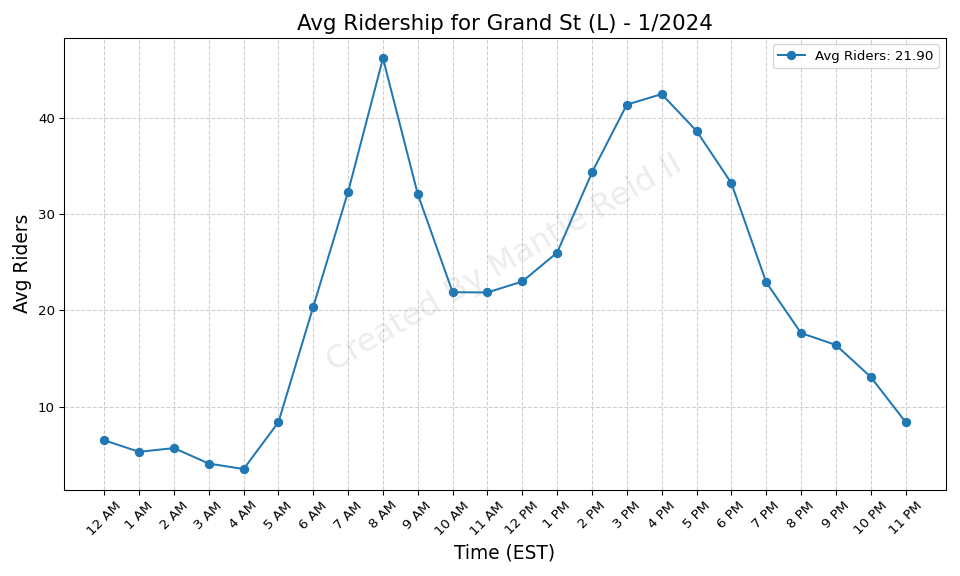 Avg Ridership for Grand St (L) - 1/2024
Avg Riders: 21.90
Avg Riders
40
30
20
10
Created By Mantle Reid II
12 AM
1 AM
2 AM
3 AM
4 AM
5 AM
6 AM
7 AM
8 AM
9 AM
10 AM
11 AM
12 PM
1 PM
2 PM
3 PM
4 PM
5 PM
6 PM
7 PM
8 PM
9 PM
10 PM
11 PM
Time (EST)